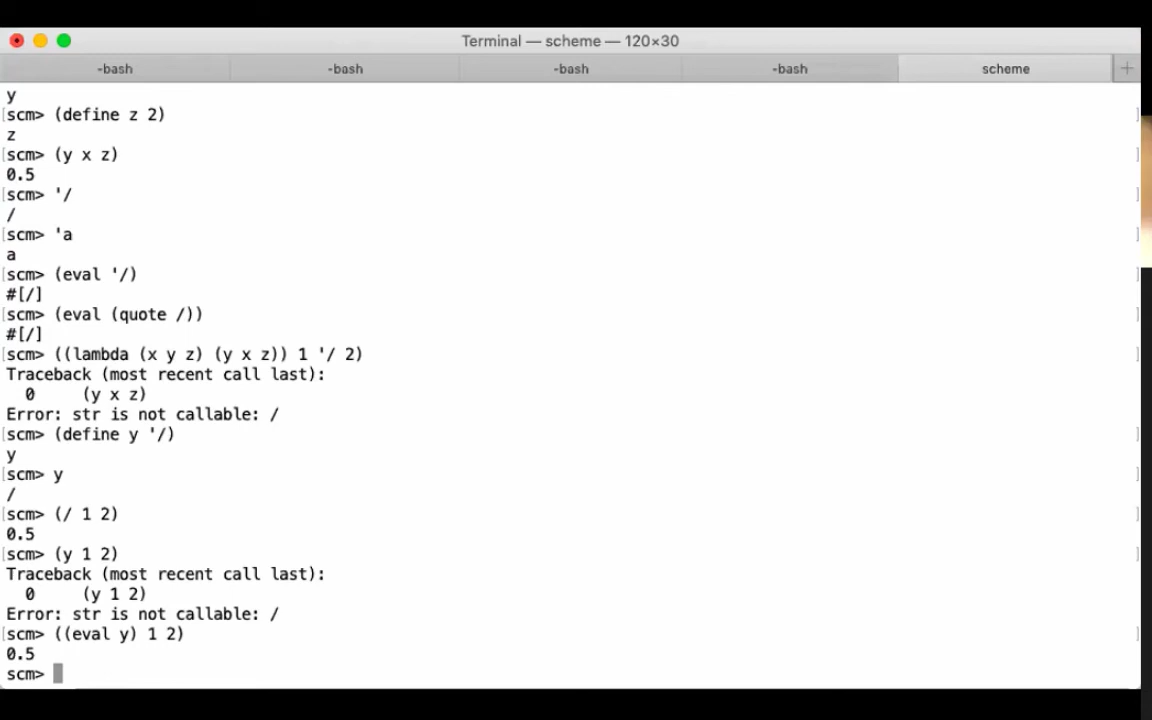 Terminal — scheme — 120×30
-bash -bash -bash -bash scheme +
y
[scm> (define z 2) ]
z
[scm> (y x z) ]
0.5
[scm> '/ ]
/
[scm> 'a ]
a
[scm> (eval '/) ]
#[/]
[scm> (eval (quote /)) ]
#[/]
[scm> ((lambda (x y z) (y x z)) 1 '/ 2) ]
Traceback (most recent call last):
  0     (y x z)
Error: str is not callable: /
[scm> (define y '/) ]
y
[scm> y ]
/
[scm> (/ 1 2) ]
0.5
[scm> (y 1 2) ]
Traceback (most recent call last):
  0     (y 1 2)
Error: str is not callable: /
[scm> ((eval y) 1 2) ]
0.5
scm>